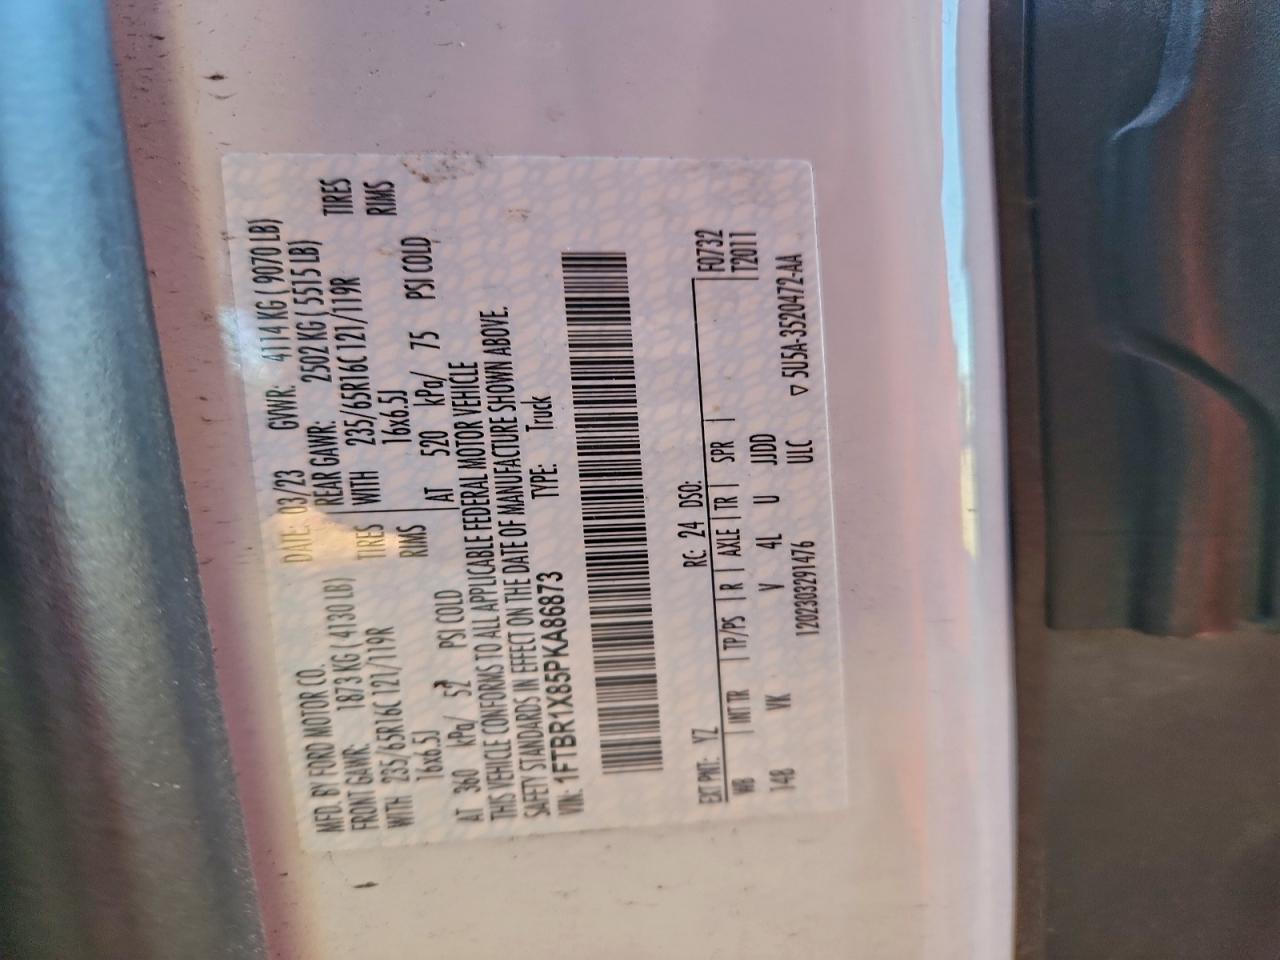 MFD. BY FORD MOTOR CO.
DATE: 03/23 GVWR: 4114 KG ( 9070 LB)
FRONT GAWR: 1873 KG ( 4130 LB) REAR GAWR: 2502 KG ( 5515 LB)
WITH 235/65R16C 121/119R TIRES WITH 235/65R16C 121/119R TIRES
16x6.5J RIMS 16x6.5J RIMS
AT 360 kPa/ 52 PSI COLD AT 520 kPa/ 75 PSI COLD
THIS VEHICLE CONFORMS TO ALL APPLICABLE FEDERAL MOTOR VEHICLE
SAFETY STANDARDS IN EFFECT ON THE DATE OF MANUFACTURE SHOWN ABOVE.
VIN: 1FTBR1X85PKA86873 TYPE: Truck
EXT PNT: YZ RC: 24 DSO: F0732
WB INT TR TP/PS R AXLE TR SPR T2011
148 VK V 4L U JJDD
1202303291476 ULC ▽ 5U5A-3520472-AA